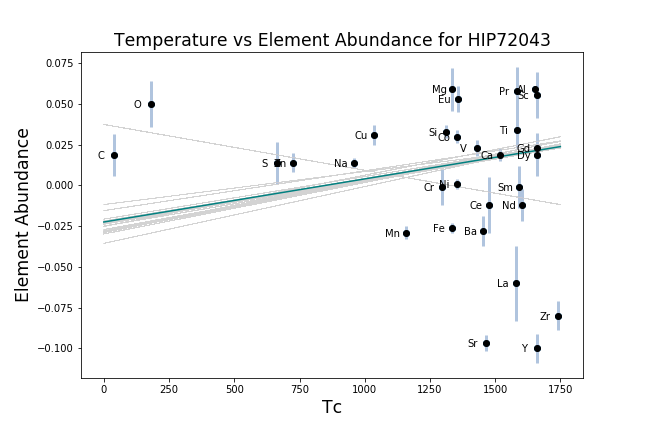 Temperature vs Element Abundance for HIP72043
Element Abundance
0.075
0.050
0.025
0.000
−0.025
−0.050
−0.075
−0.100
O
C
S
Zn
Na
Cu
Mg
Eu
Si
Co
V
Ca
Pr
Al
Sc
Ti
Gd
Dy
Cr
Ni
Sm
Nd
Ce
Mn
Fe
Ba
La
Zr
Sr
Y
0
250
500
750
1000
1250
1500
1750
Tc